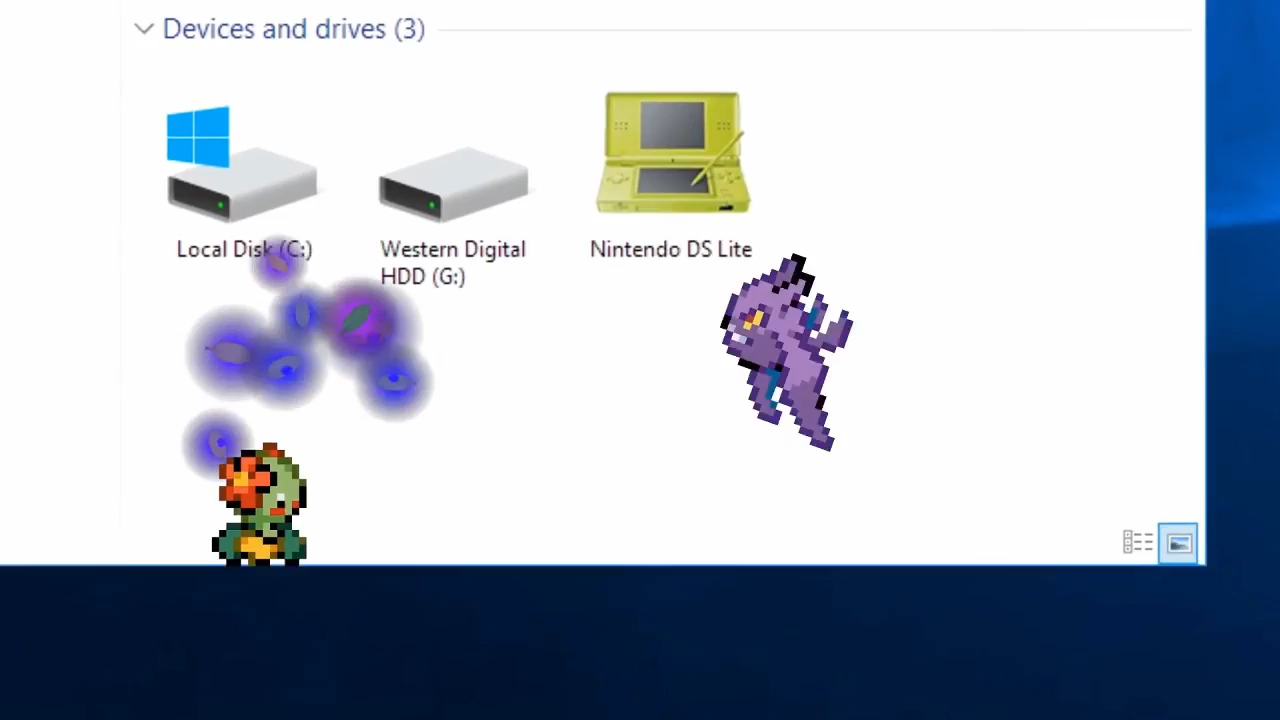 Devices and drives (3)
Local Disk (C:)
Western Digital
HDD (G:)
Nintendo DS Lite